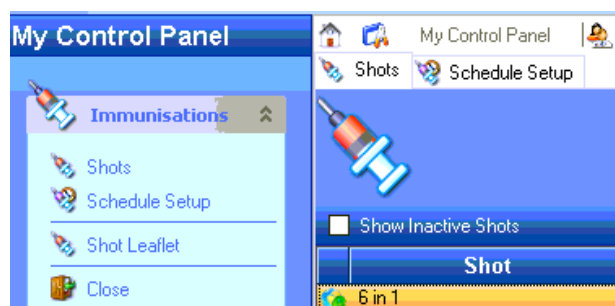 My Control Panel
Immunisations
Shots
Schedule Setup
Shot Leaflet
Close
My Control Panel
Shots Schedule Setup
Show Inactive Shots
Shot
6 in 1